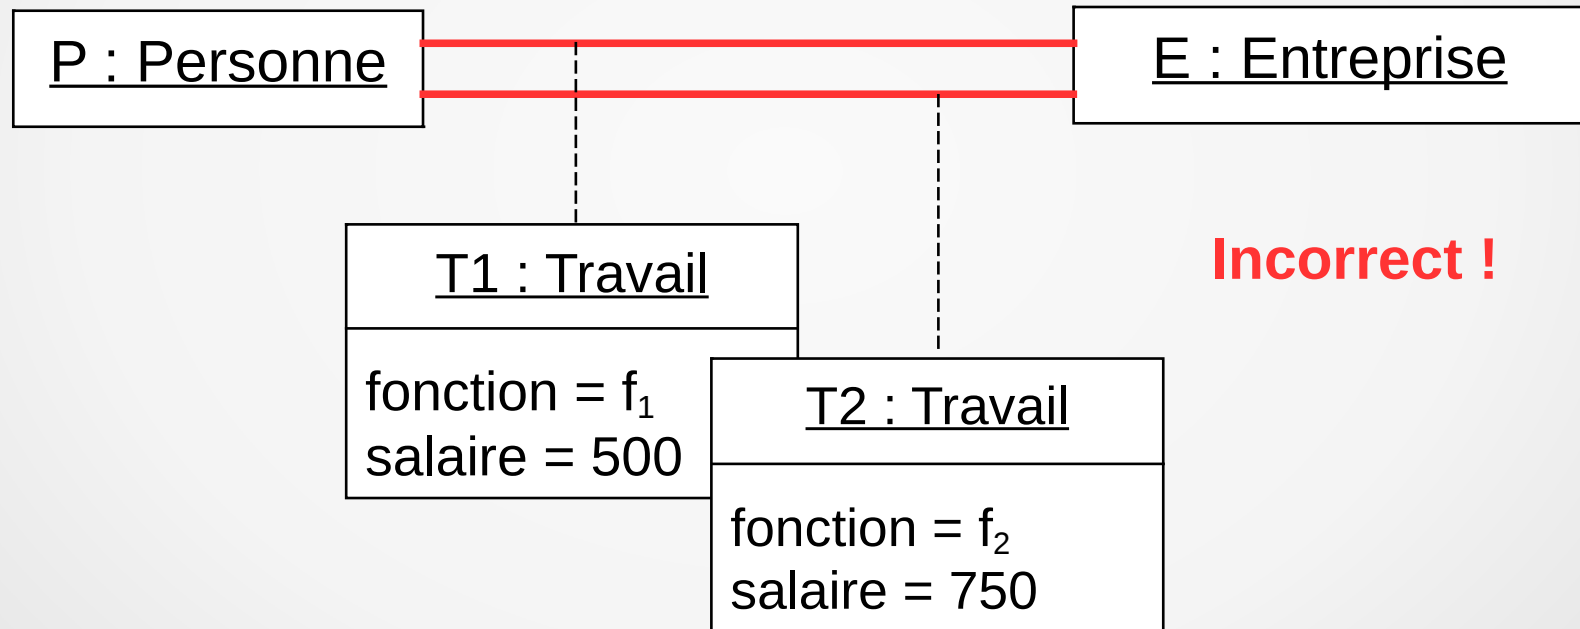 P : Personne
E : Entreprise
T1 : Travail
Incorrect !
fonction = f₁
salaire = 500
T2 : Travail
fonction = f₂
salaire = 750